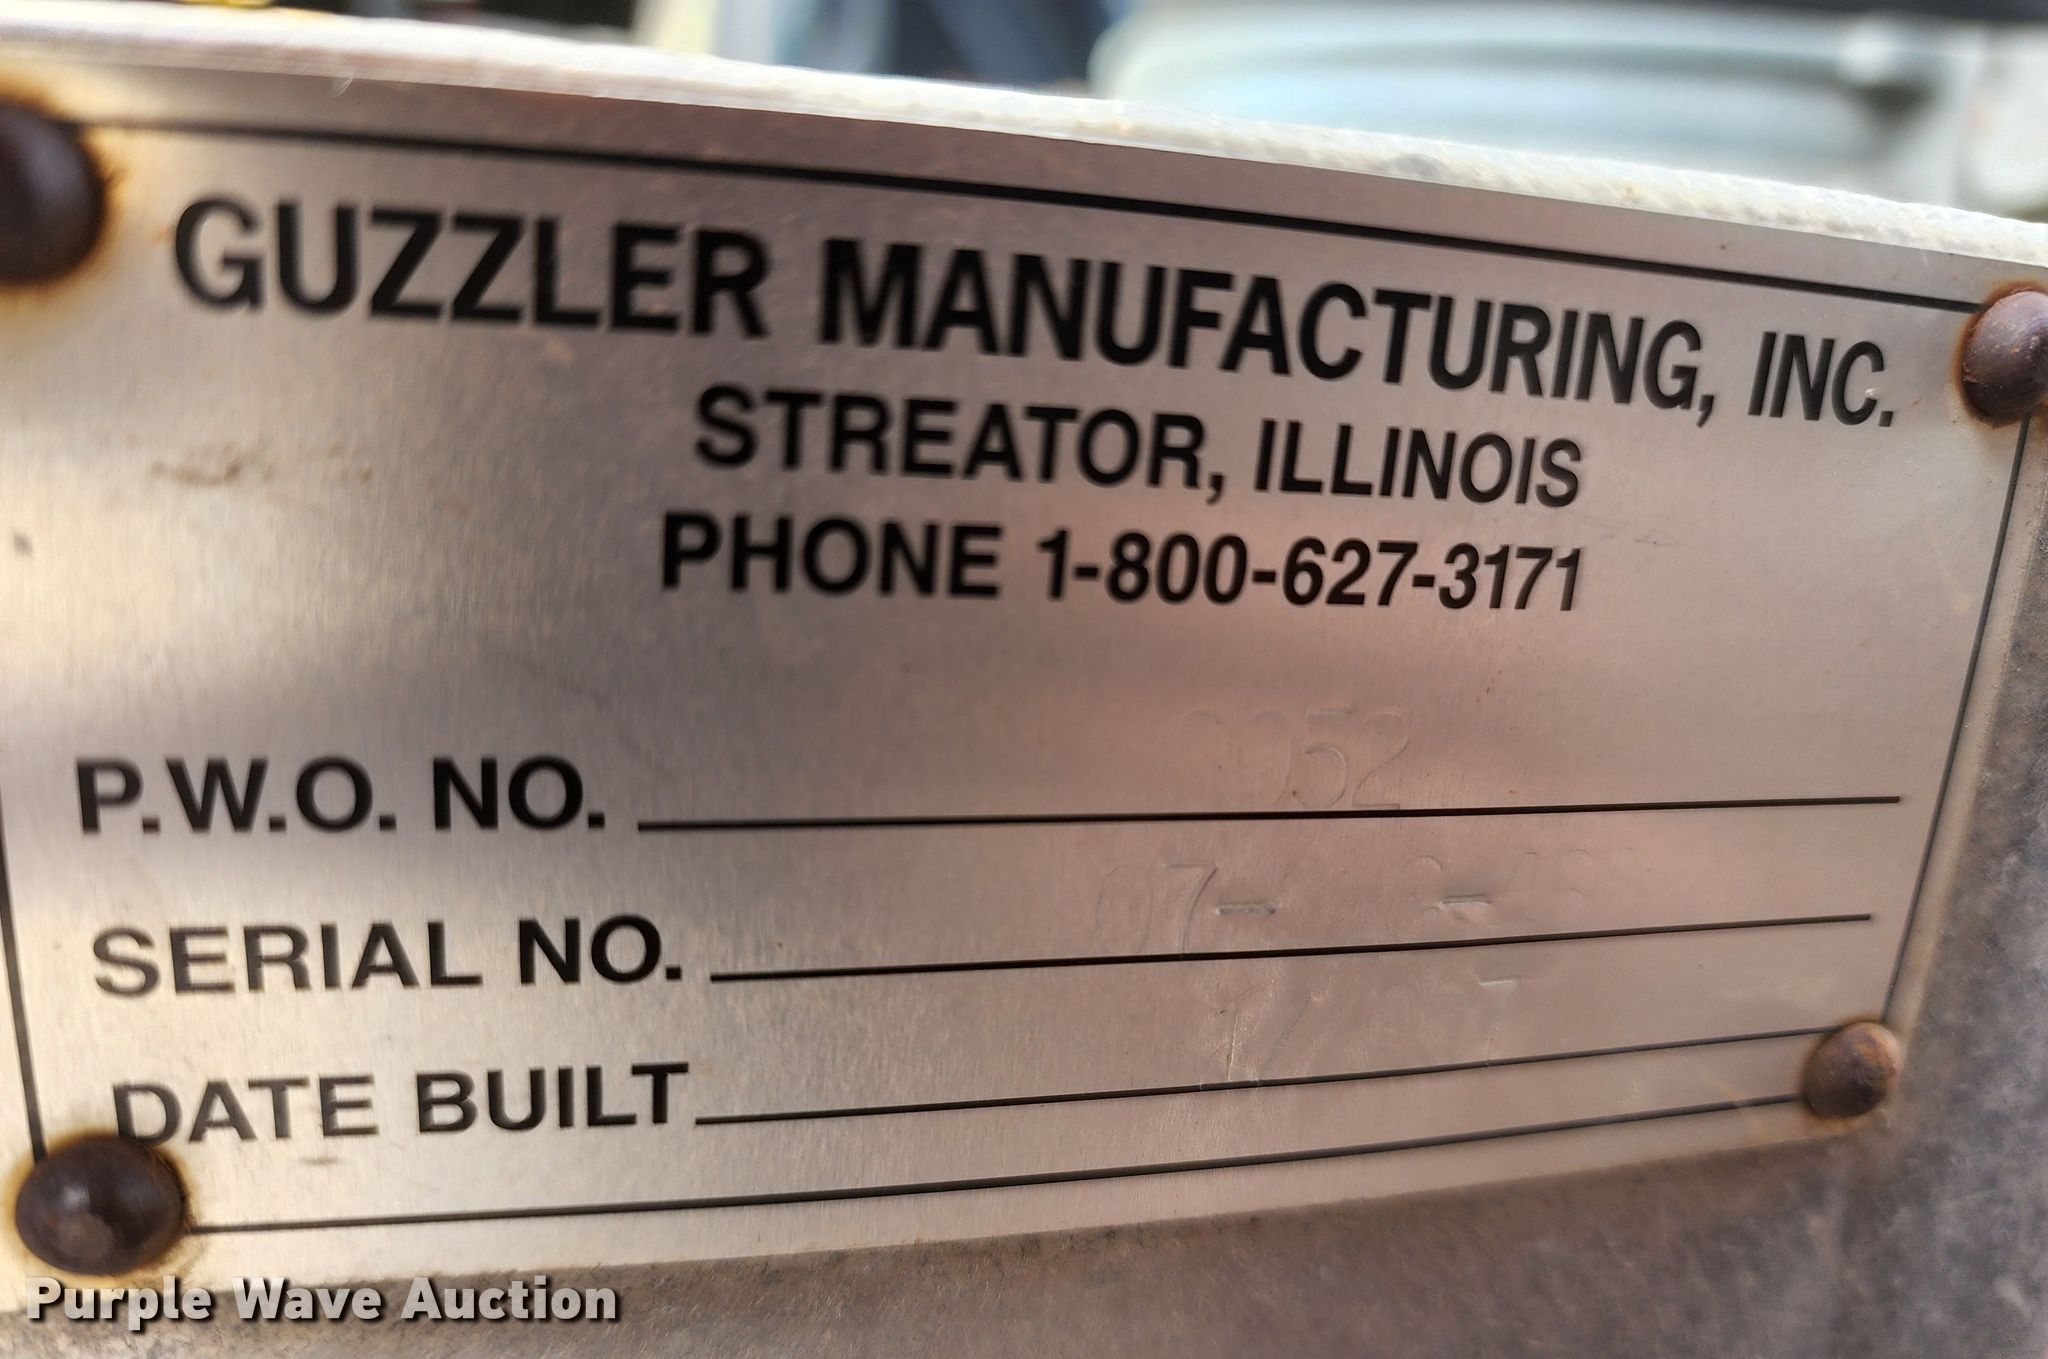 GUZZLER MANUFACTURING, INC.
STREATOR, ILLINOIS
PHONE 1-800-627-3171
P.W.O. NO.
SERIAL NO.
DATE BUILT
Purple Wave Auction